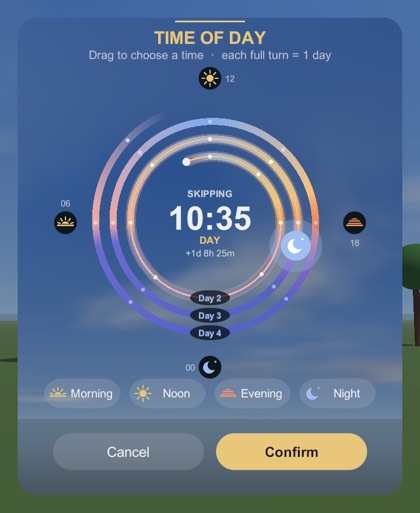 TIME OF DAY
Drag to choose a time · each full turn = 1 day
12
06
SKIPPING
10:35
DAY
+1d 8h 25m
18
Day 2
Day 3
Day 4
00
Morning
Noon
Evening
Night
Cancel
Confirm